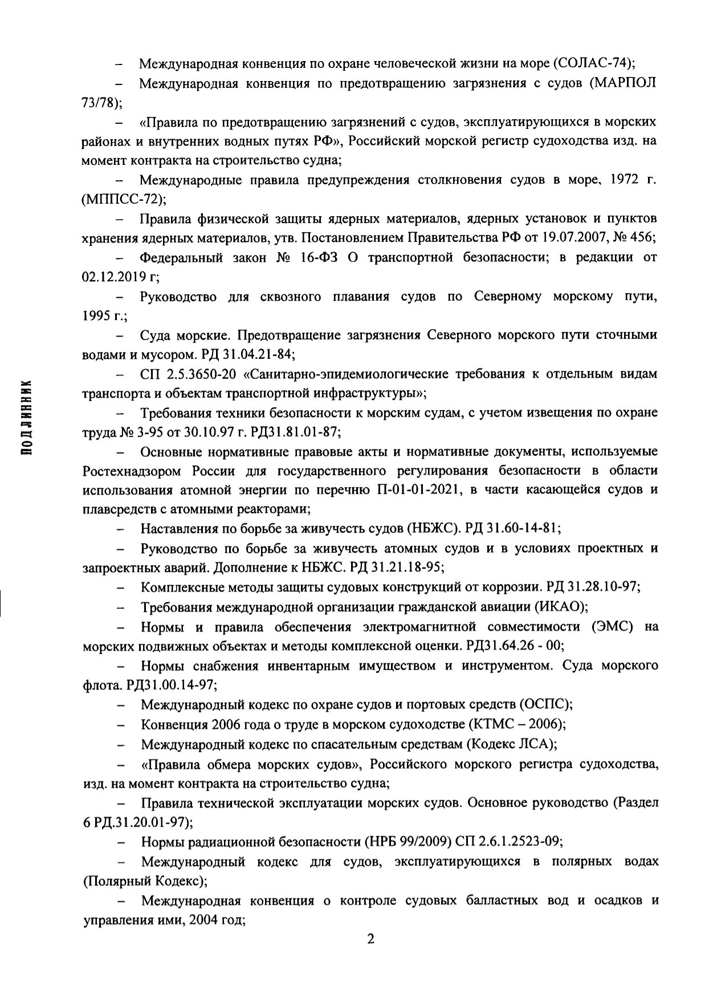 – Международная конвенция по охране человеческой жизни на море (СОЛАС-74);
– Международная конвенция по предотвращению загрязнения с судов (МАРПОЛ
73/78);
– «Правила по предотвращению загрязнений с судов, эксплуатирующихся в морских
районах и внутренних водных путях РФ», Российский морской регистр судоходства изд. на
момент контракта на строительство судна;
– Международные правила предупреждения столкновения судов в море, 1972 г.
(МППСС-72);
– Правила физической защиты ядерных материалов, ядерных установок и пунктов
хранения ядерных материалов, утв. Постановлением Правительства РФ от 19.07.2007, № 456;
– Федеральный закон № 16-ФЗ О транспортной безопасности; в редакции от
02.12.2019 г;
– Руководство для сквозного плавания судов по Северному морскому пути,
1995 г.;
– Суда морские. Предотвращение загрязнения Северного морского пути сточными
водами и мусором. РД 31.04.21-84;
– СП 2.5.3650-20 «Санитарно-эпидемиологические требования к отдельным видам
транспорта и объектам транспортной инфраструктуры»;
– Требования техники безопасности к морским судам, с учетом извещения по охране
труда № 3-95 от 30.10.97 г. РД31.81.01-87;
– Основные нормативные правовые акты и нормативные документы, используемые
Ростехнадзором России для государственного регулирования безопасности в области
использования атомной энергии по перечню П-01-01-2021, в части касающейся судов и
плавсредств с атомными реакторами;
– Наставления по борьбе за живучесть судов (НБЖС). РД 31.60-14-81;
– Руководство по борьбе за живучесть атомных судов и в условиях проектных и
запроектных аварий. Дополнение к НБЖС. РД 31.21.18-95;
– Комплексные методы защиты судовых конструкций от коррозии. РД 31.28.10-97;
– Требования международной организации гражданской авиации (ИКАО);
– Нормы и правила обеспечения электромагнитной совместимости (ЭМС) на
морских подвижных объектах и методы комплексной оценки. РД31.64.26 - 00;
– Нормы снабжения инвентарным имуществом и инструментом. Суда морского
флота. РД31.00.14-97;
– Международный кодекс по охране судов и портовых средств (ОСПС);
– Конвенция 2006 года о труде в морском судоходстве (КТМС – 2006);
– Международный кодекс по спасательным средствам (Кодекс ЛСА);
– «Правила обмера морских судов», Российского морского регистра судоходства,
изд. на момент контракта на строительство судна;
– Правила технической эксплуатации морских судов. Основное руководство (Раздел
6 РД.31.20.01-97);
– Нормы радиационной безопасности (НРБ 99/2009) СП 2.6.1.2523-09;
– Международный кодекс для судов, эксплуатирующихся в полярных водах
(Полярный Кодекс);
– Международная конвенция о контроле судовых балластных вод и осадков и
управления ими, 2004 год;
2
ПОДЛИННИК